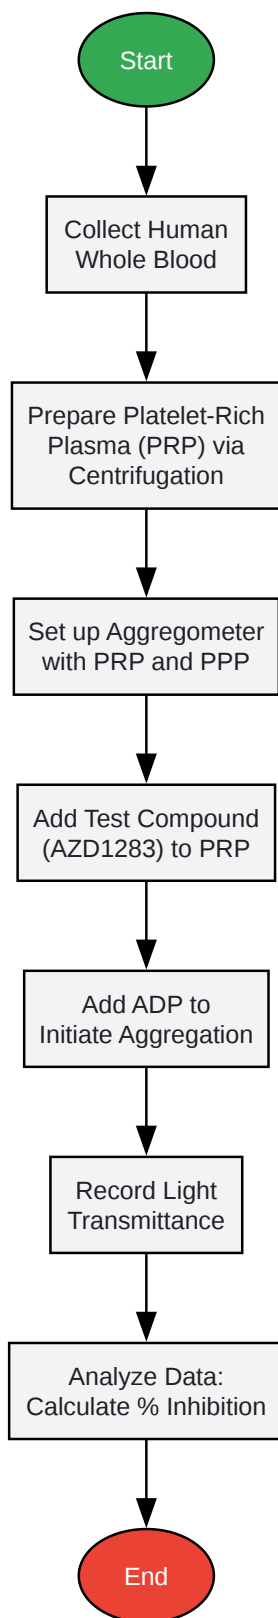 Start
Collect Human
Whole Blood
Prepare Platelet-Rich
Plasma (PRP) via
Centrifugation
Set up Aggregometer
with PRP and PPP
Add Test Compound
(AZD1283) to PRP
Add ADP to
Initiate Aggregation
Record Light
Transmittance
Analyze Data:
Calculate % Inhibition
End